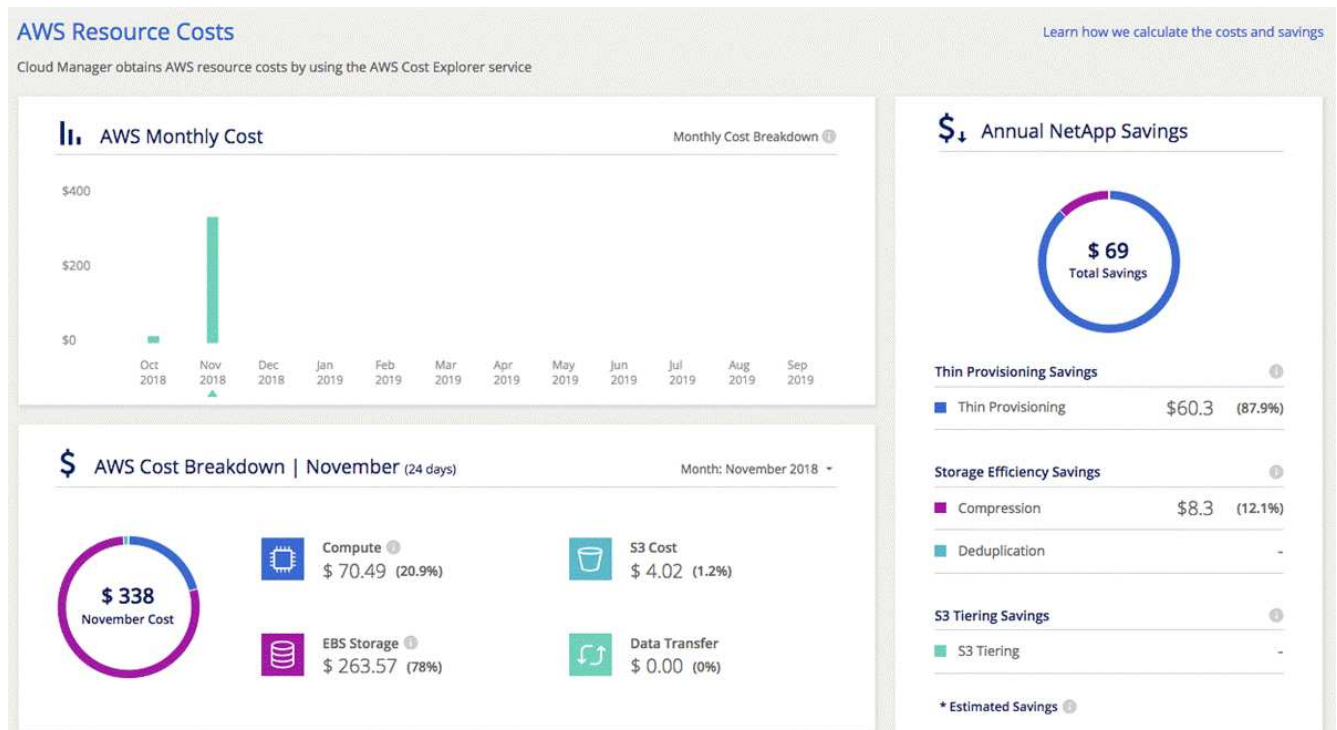 AWS Resource Costs
Learn how we calculate the costs and savings
Cloud Manager obtains AWS resource costs by using the AWS Cost Explorer service
AWS Monthly Cost
Monthly Cost Breakdown
$400
$200
$0
Oct Nov Dec Jan Feb Mar Apr May Jun Jul Aug Sep
2018 2018 2018 2019 2019 2019 2019 2019 2019 2019 2019 2019
AWS Cost Breakdown | November (24 days)
Month: November 2018
$ 338
November Cost
Compute
$ 70.49 (20.9%)
S3 Cost
$ 4.02 (1.2%)
EBS Storage
$ 263.57 (78%)
Data Transfer
$ 0.00 (0%)
Annual NetApp Savings
$ 69
Total Savings
Thin Provisioning Savings
Thin Provisioning $60.3 (87.9%)
Storage Efficiency Savings
Compression $8.3 (12.1%)
Deduplication -
S3 Tiering Savings
S3 Tiering -
* Estimated Savings